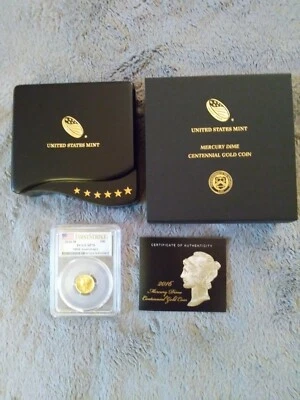 UNITED STATES MINT
UNITED STATES MINT
MERCURY DIME
CENTENNIAL GOLD COIN
CERTIFICATE OF AUTHENTICITY
2016
Mercury Dime
Centennial Gold Coin